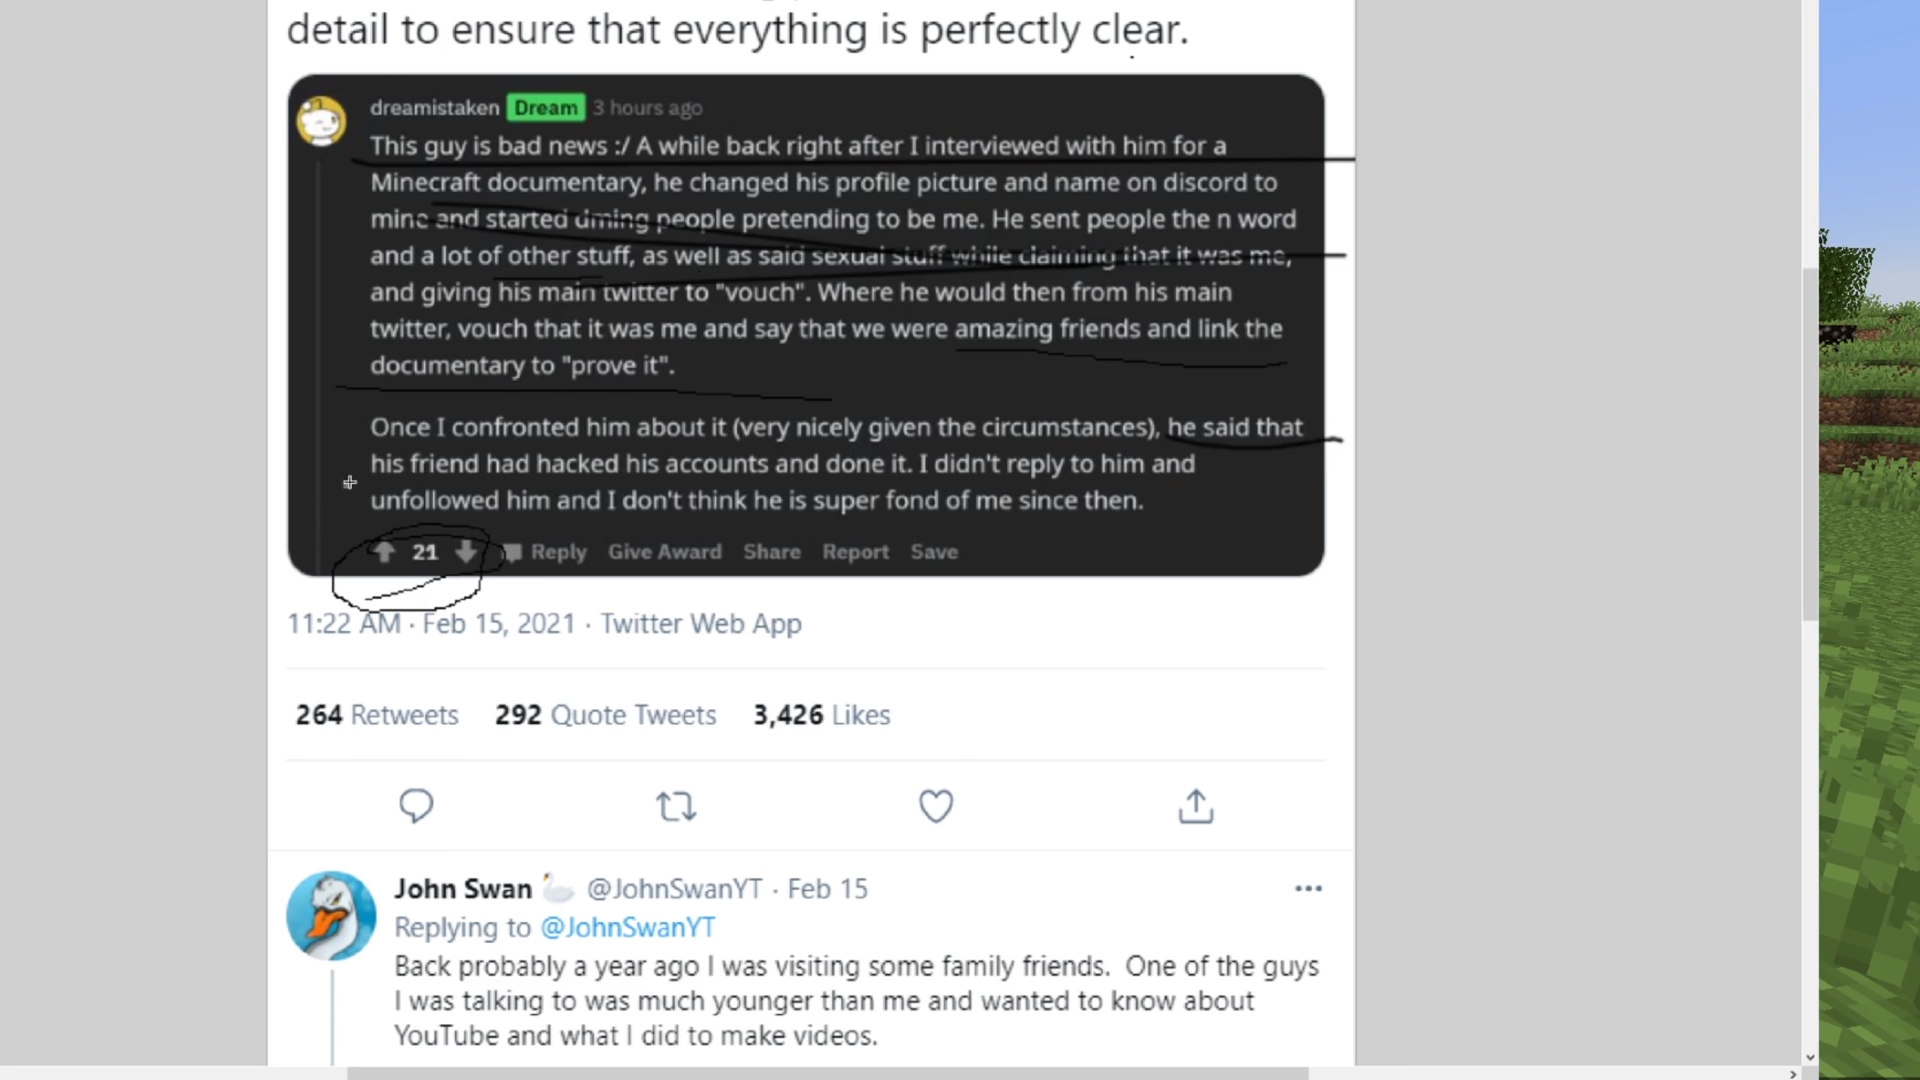 detail to ensure that everything is perfectly clear.
dreamistaken Dream 3 hours ago
This guy is bad news :/ A while back right after I interviewed with him for a
Minecraft documentary, he changed his profile picture and name on discord to
mine and started dming people pretending to be me. He sent people the n word
and a lot of other stuff, as well as said sexual stuff while claiming that it was me,
and giving his main twitter to "vouch". Where he would then from his main
twitter, vouch that it was me and say that we were amazing friends and link the
documentary to "prove it".
Once I confronted him about it (very nicely given the circumstances), he said that
his friend had hacked his accounts and done it. I didn't reply to him and
unfollowed him and I don't think he is super fond of me since then.
21 Reply Give Award Share Report Save
11:22 AM · Feb 15, 2021 · Twitter Web App
264 Retweets 292 Quote Tweets 3,426 Likes
John Swan 🦢 @JohnSwanYT · Feb 15
Replying to @JohnSwanYT
Back probably a year ago I was visiting some family friends. One of the guys
I was talking to was much younger than me and wanted to know about
YouTube and what I did to make videos.